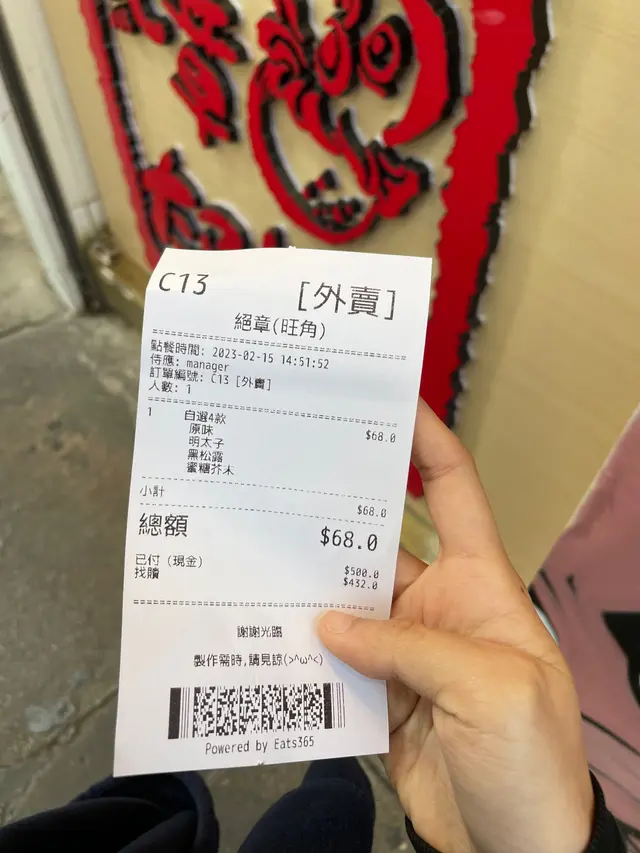 C13
[外賣]
絕章(旺角)
點餐時間: 2023-02-15 14:51:52
侍應: manager
訂單編號: C13 [外賣]
人數: 1
1 自選4款 $68.0
原味
明太子
黑松露
蜜糖芥末
小計 $68.0
總額 $68.0
已付 (現金) $500.0
找贖 $432.0
謝謝光臨
製作需時,請見諒(>^ω^<)
Powered by Eats365